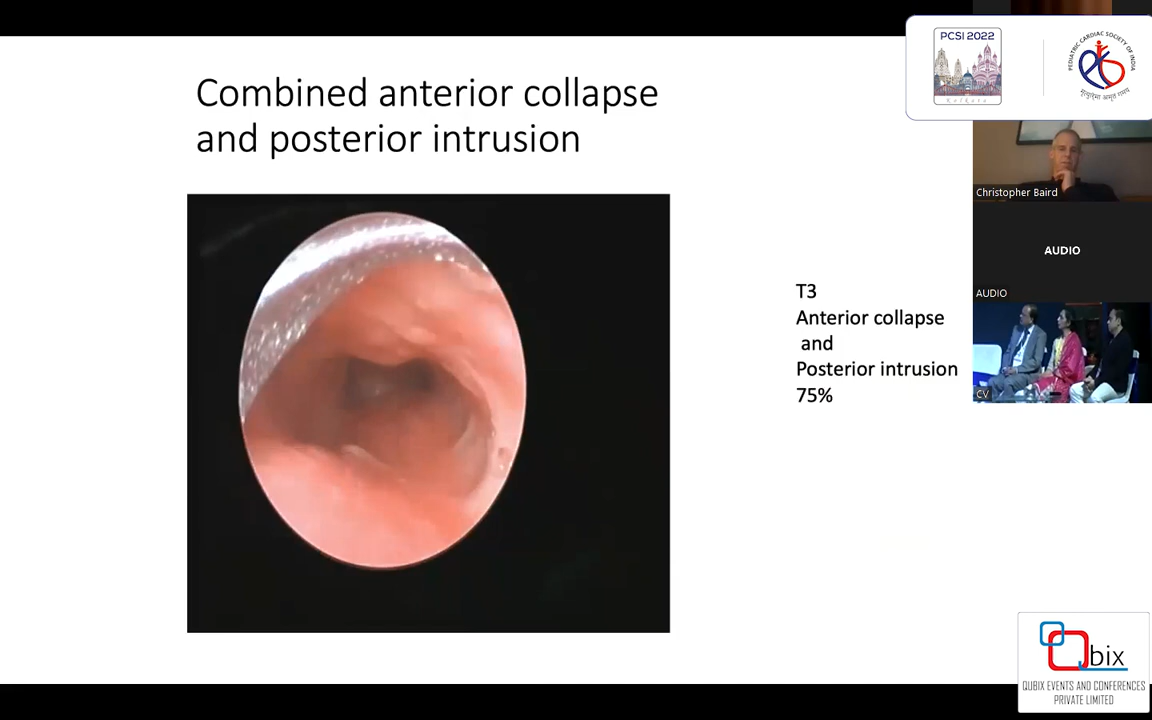 Combined anterior collapse
and posterior intrusion
T3
Anterior collapse
and
Posterior intrusion
75%
PCSI 2022
Kolkata
PEDIATRIC CARDIAC SOCIETY OF INDIA
Christopher Baird
AUDIO
AUDIO
CV
Qbix
QUBIX EVENTS AND CONFERENCES
PRIVATE LIMITED